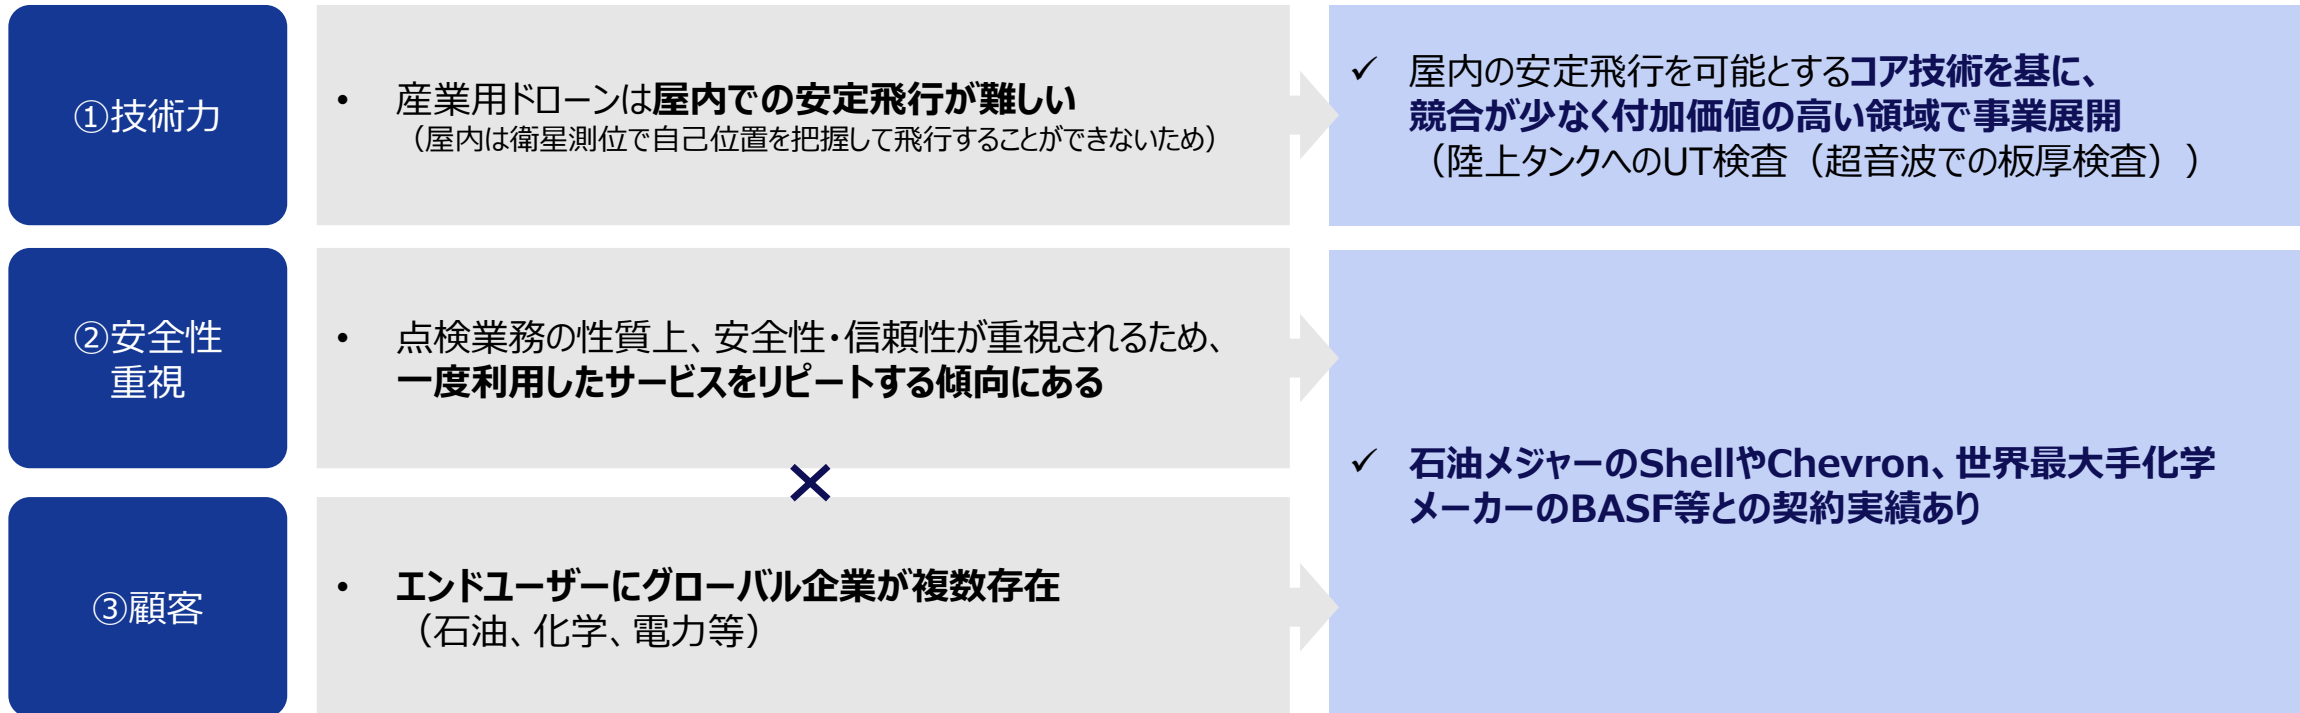 ①技術力
• 産業用ドローンは屋内での安定飛行が難しい
（屋内は衛星測位で自己位置を把握して飛行することができないため）
✓ 屋内の安定飛行を可能とするコア技術を基に、
競合が少なく付加価値の高い領域で事業展開
（陸上タンクへのUT検査（超音波での板厚検査））
②安全性
重視
• 点検業務の性質上、安全性・信頼性が重視されるため、
一度利用したサービスをリピートする傾向にある
×
③顧客
• エンドユーザーにグローバル企業が複数存在
（石油、化学、電力等）
✓ 石油メジャーのShellやChevron、世界最大手化学
メーカーのBASF等との契約実績あり